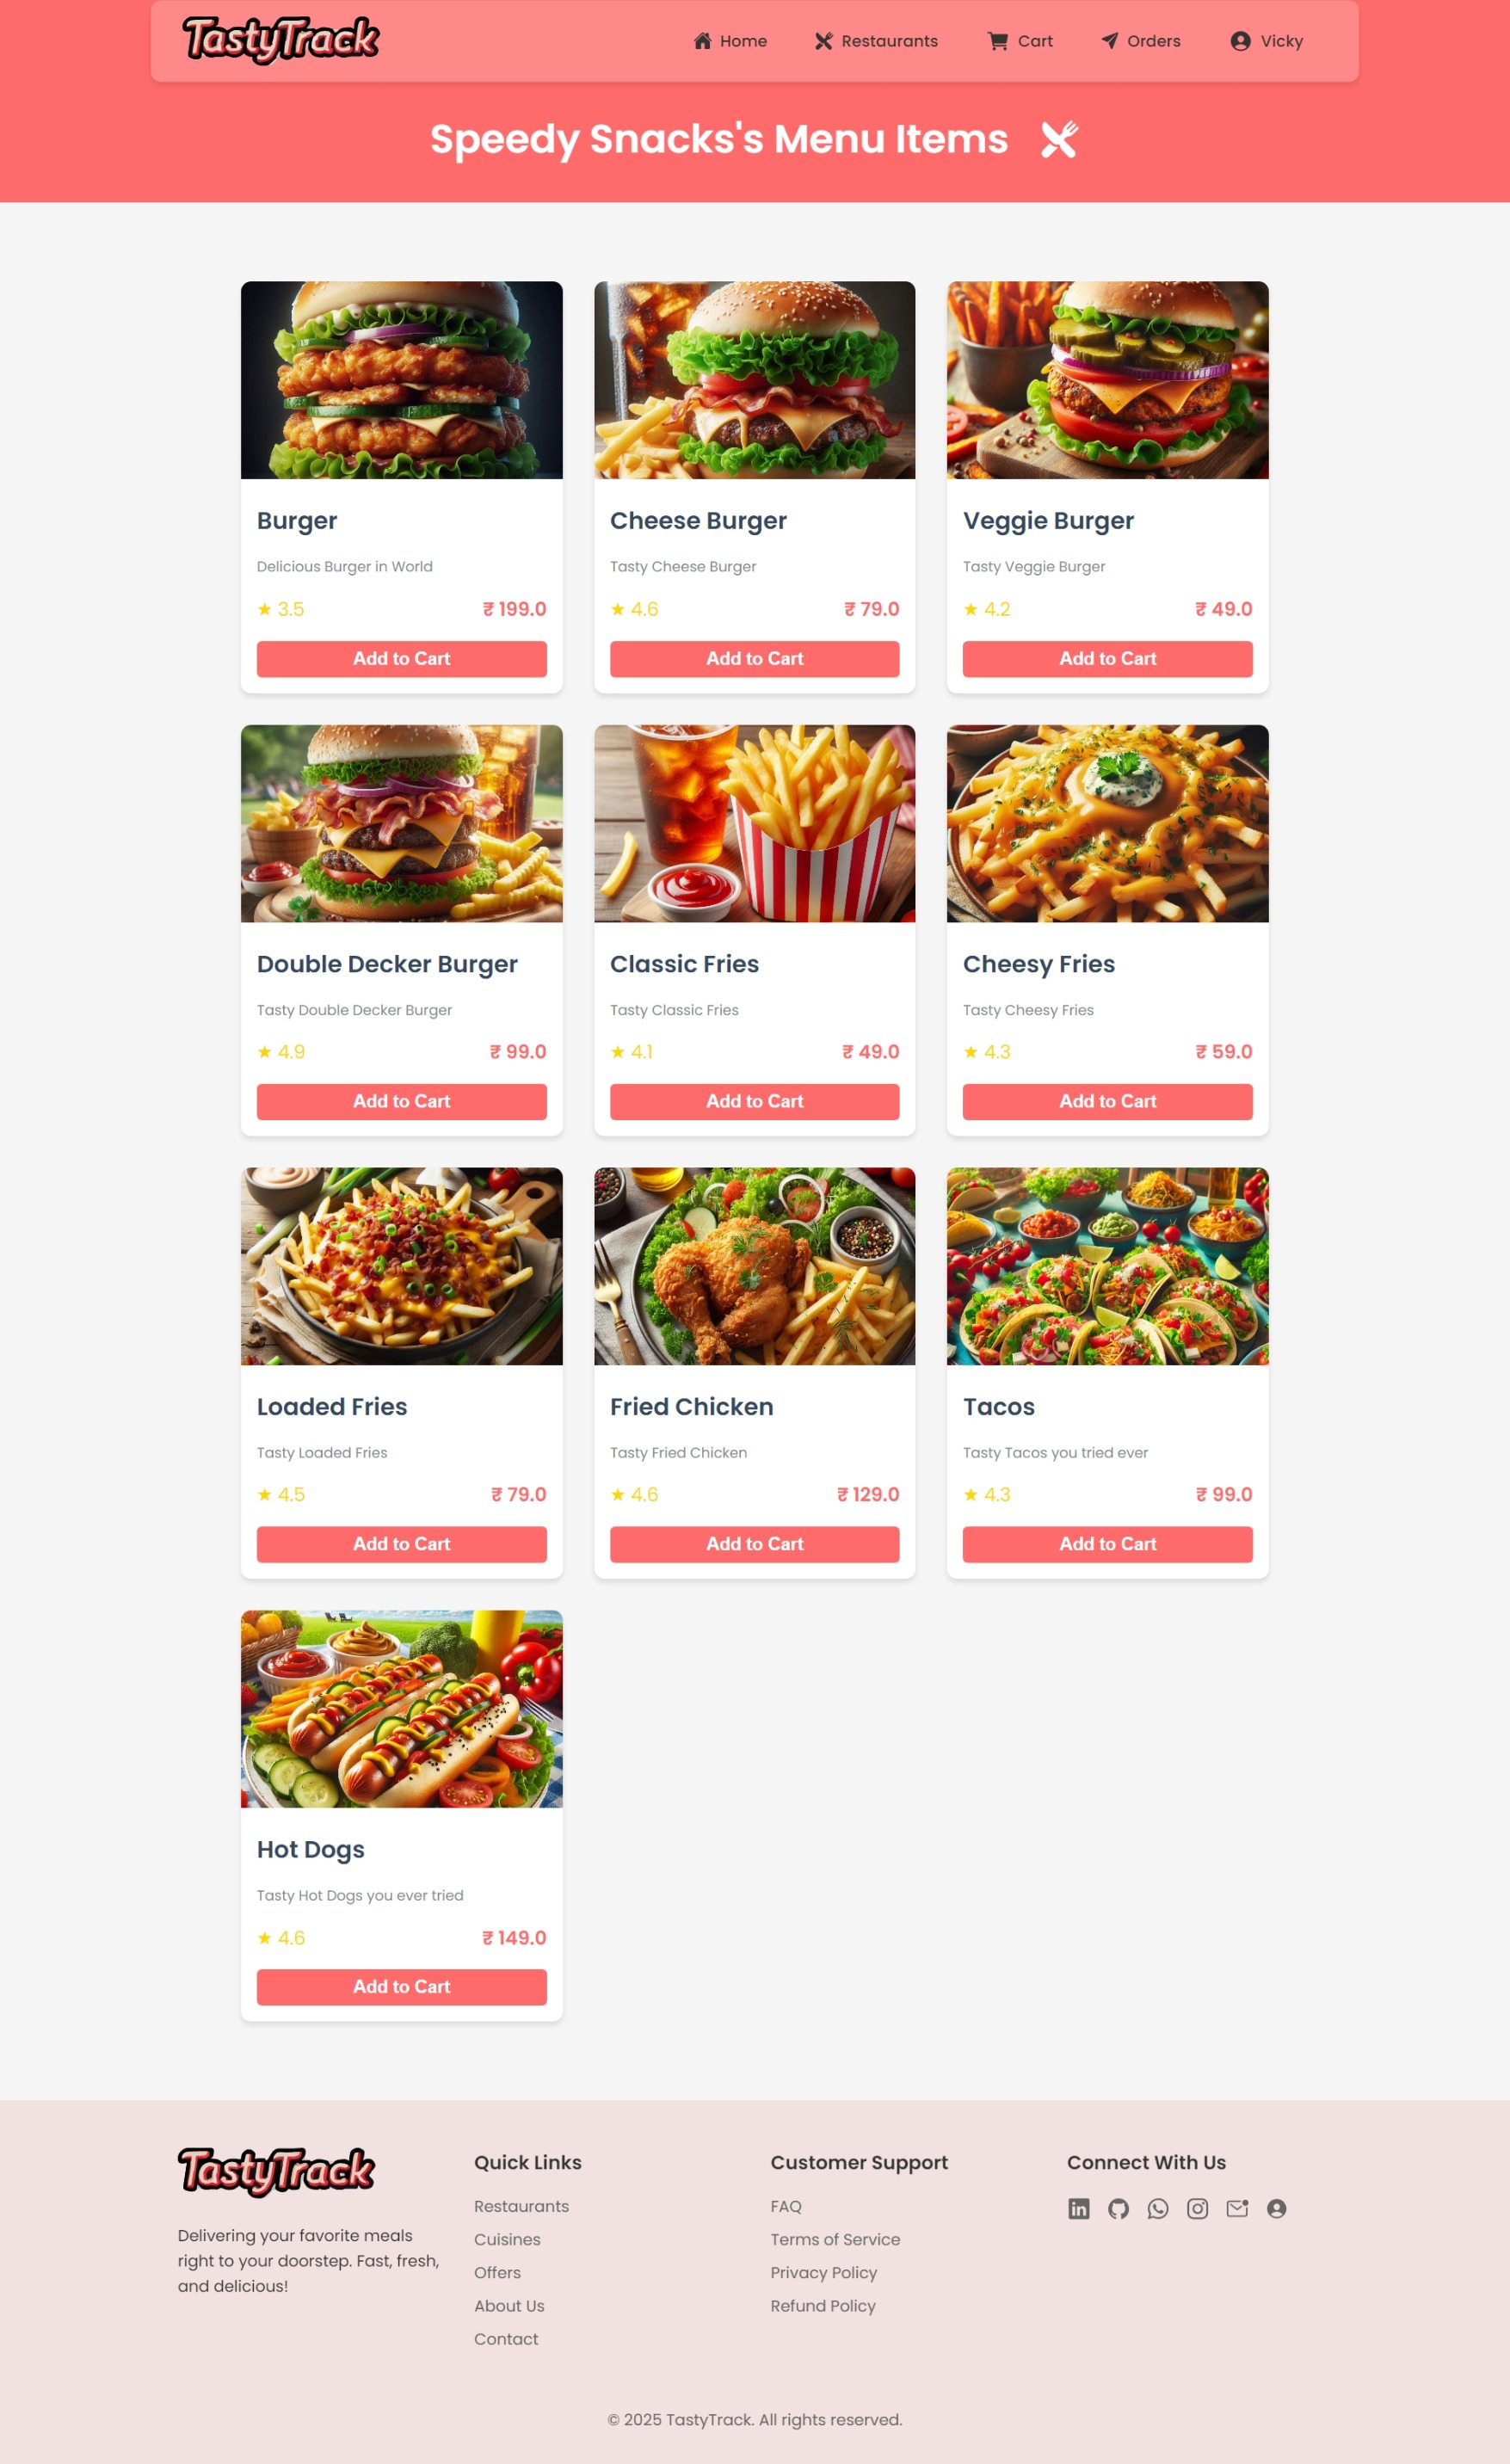 TastyTrack
Home
Restaurants
Cart
Orders
Vicky
Speedy Snacks's Menu Items
Burger
Delicious Burger in World
★ 3.5
₹ 199.0
Add to Cart
Cheese Burger
Tasty Cheese Burger
★ 4.6
₹ 79.0
Add to Cart
Veggie Burger
Tasty Veggie Burger
★ 4.2
₹ 49.0
Add to Cart
Double Decker Burger
Tasty Double Decker Burger
★ 4.9
₹ 99.0
Add to Cart
Classic Fries
Tasty Classic Fries
★ 4.1
₹ 49.0
Add to Cart
Cheesy Fries
Tasty Cheesy Fries
★ 4.3
₹ 59.0
Add to Cart
Loaded Fries
Tasty Loaded Fries
★ 4.5
₹ 79.0
Add to Cart
Fried Chicken
Tasty Fried Chicken
★ 4.6
₹ 129.0
Add to Cart
Tacos
Tasty Tacos you tried ever
★ 4.3
₹ 99.0
Add to Cart
Hot Dogs
Tasty Hot Dogs you ever tried
★ 4.6
₹ 149.0
Add to Cart
TastyTrack
Delivering your favorite meals
right to your doorstep. Fast, fresh,
and delicious!
Quick Links
Restaurants
Cuisines
Offers
About Us
Contact
Customer Support
FAQ
Terms of Service
Privacy Policy
Refund Policy
Connect With Us
© 2025 TastyTrack. All rights reserved.